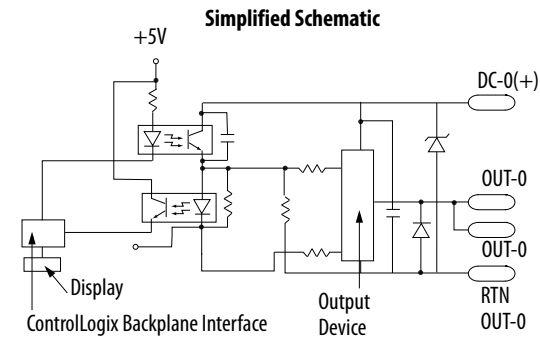 Simplified Schematic
+5V
DC-0(+)
OUT-0
OUT-0
RTN
OUT-0
Display
Output
Device
ControlLogix Backplane Interface